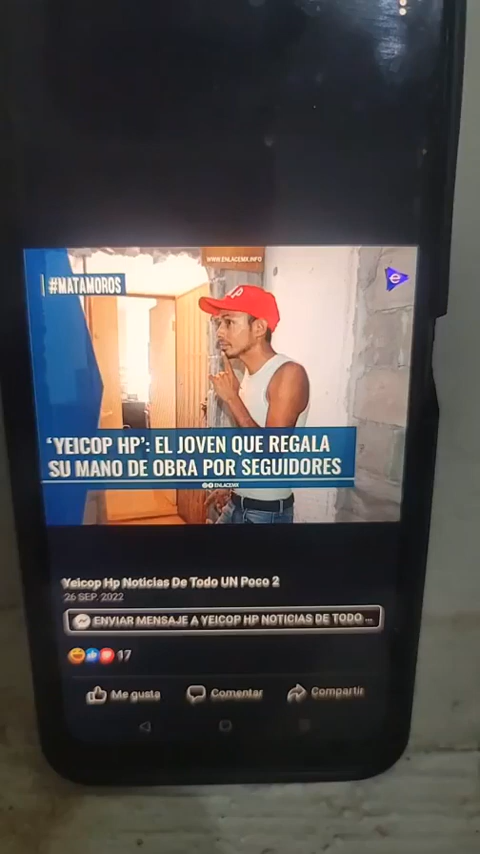 WWW.ENLACEMX.INFO
#MATAMOROS
e
'YEICOP HP': EL JOVEN QUE REGALA
SU MANO DE OBRA POR SEGUIDORES
ENLACEMX
Yeicop Hp Noticias De Todo UN Poco 2
26 SEP. 2022
ENVIAR MENSAJE A YEICOP HP NOTICIAS DE TODO ...
17
Me gusta Comentar Compartir